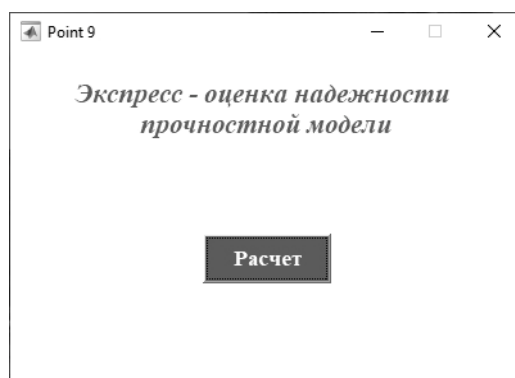 Point 9
Экспресс - оценка надежности
прочностной модели
Расчет